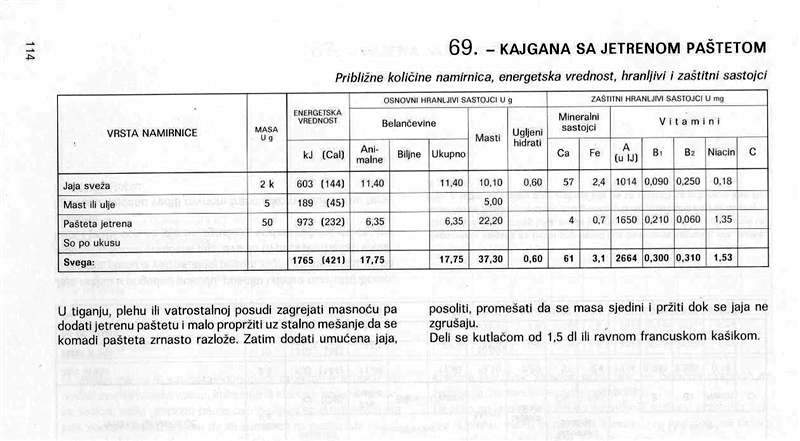 114
69. – KAJGANA SA JETRENOM PAŠTETOM
Približne količine namirnica, energetska vrednost, hranljivi i zaštitni sastojci
VRSTA NAMIRNICE MASA U g ENERGETSKA VREDNOST OSNOVNI HRANLJIVI SASTOJCI U g ZAŠTITNI HRANLJIVI SASTOJCI U mg
Belančevine Masti Ugljeni hidrati Mineralni sastojci Vitamini
kJ (Cal) Ani-malne Biljne Ukupno Ca Fe A (u IJ) B1 B2 Niacin C
Jaja sveža 2 k 603 (144) 11,40 11,40 10,10 0,60 57 2,4 1014 0,090 0,250 0,18
Mast ili ulje 5 189 (45) 5,00
Pašteta jetrena 50 973 (232) 6,35 6,35 22,20 4 0,7 1650 0,210 0,060 1,35
So po ukusu
Svega: 1765 (421) 17,75 17,75 37,30 0,60 61 3,1 2664 0,300 0,310 1,53
U tiganju, plehu ili vatrostalnoj posudi zagrejati masnoću pa
dodati jetrenu paštetu i malo propržiti uz stalno mešanje da se
komadi pašteta zrnasto razlože. Zatim dodati umućena jaja,
posoliti, promešati da se masa sjedini i pržiti dok se jaja ne
zgrušaju.
Deli se kutlačom od 1,5 dl ili ravnom francuskom kašikom.